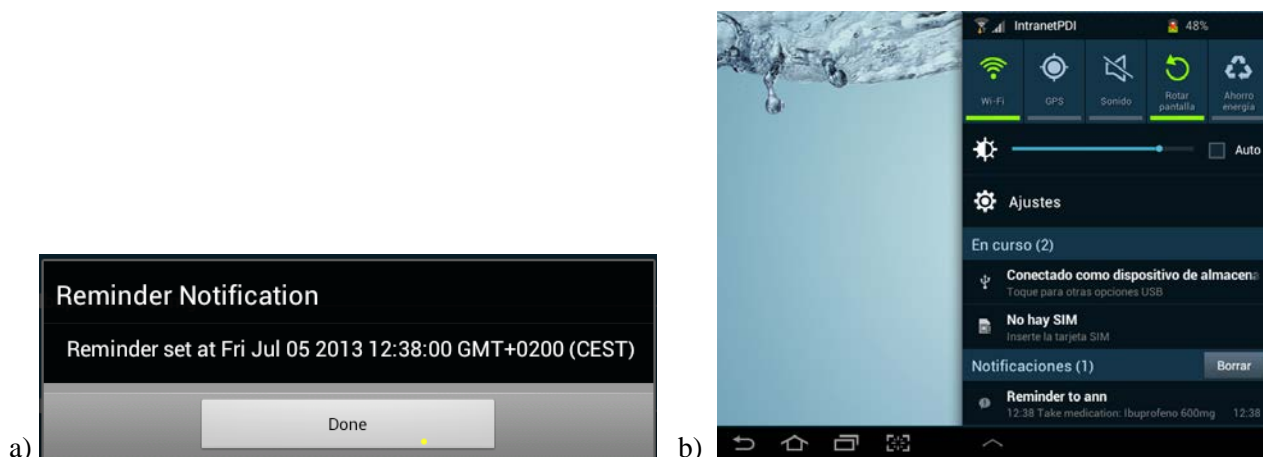 Reminder Notification
Reminder set at Fri Jul 05 2013 12:38:00 GMT+0200 (CEST)
Done
a)
IntranetPDI 48%
Wi-Fi GPS Sonido Rotar pantalla Ahorro energía
Auto
Ajustes
En curso (2)
Conectado como dispositivo de almacena
Toque para otras opciones USB
No hay SIM
Inserte la tarjeta SIM
Notificaciones (1) Borrar
Reminder to ann
12:38 Take medication: Ibuprofeno 600mg 12:38
b)